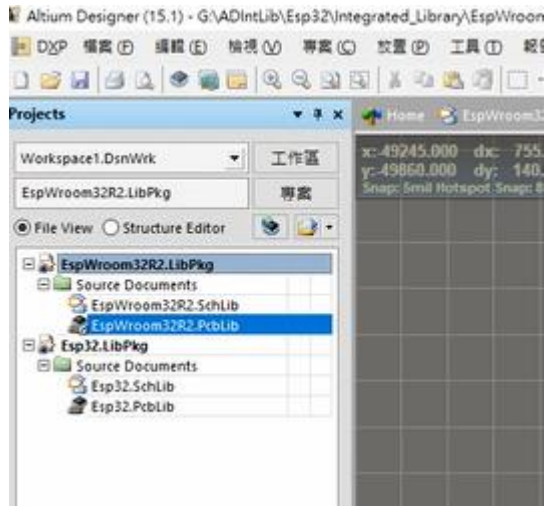 Altium Designer (15.1) - G:\ADIntLib\Esp32\Integrated_Library\EspWroom
DXP 檔案 (F) 編輯 (E) 檢視 (V) 專案 (C) 放置 (P) 工具 (T) 報告
Projects
Home EspWroom32
Workspace1.DsnWrk 工作區
x:-49245.000 dx: 755.
y:-49860.000 dy: 140.
Snap: 5mil Hotspot Snap: 8
EspWroom32R2.LibPkg 專案
File View Structure Editor
EspWroom32R2.LibPkg
Source Documents
EspWroom32R2.SchLib
EspWroom32R2.PcbLib
Esp32.LibPkg
Source Documents
Esp32.SchLib
Esp32.PcbLib